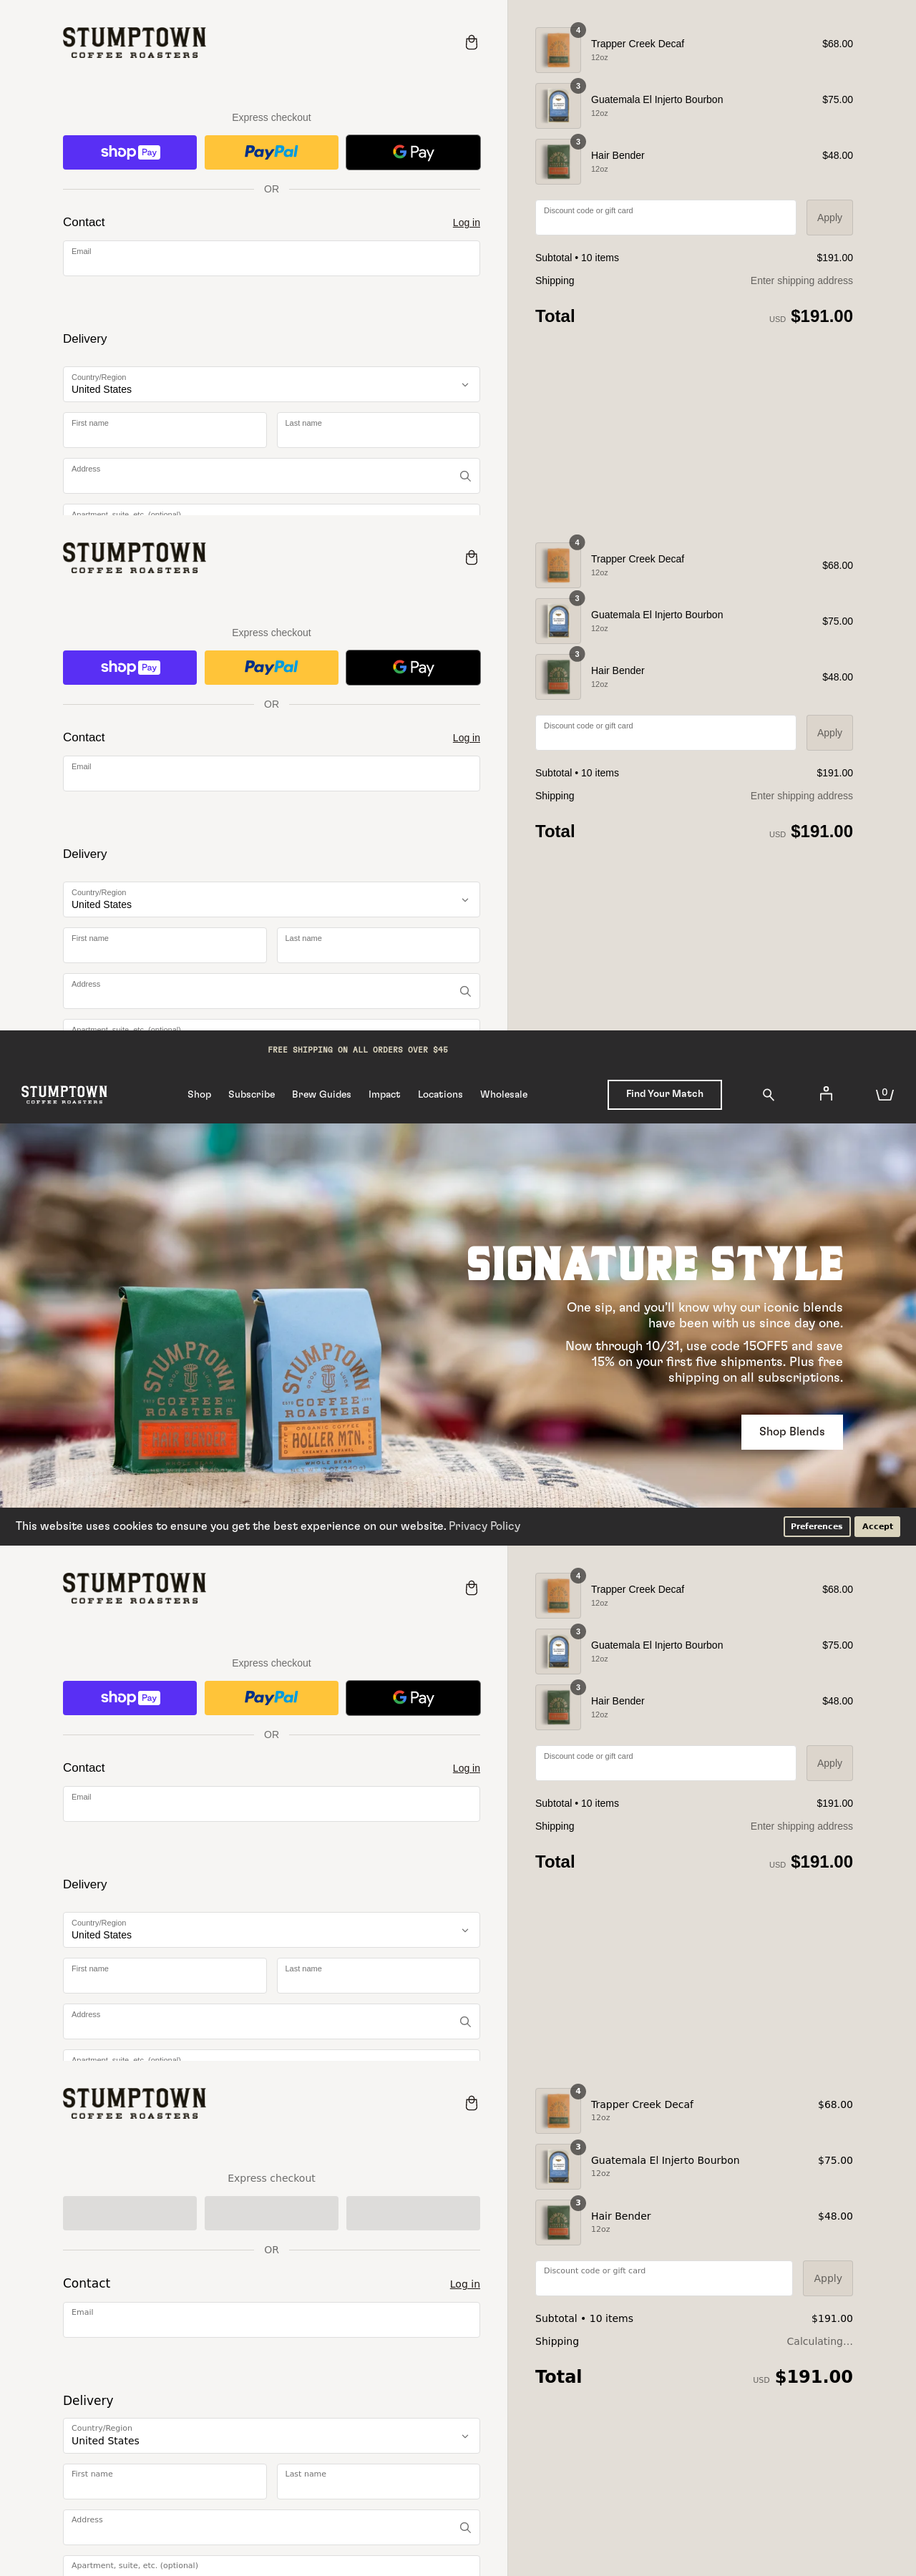 STUMPTOWN
COFFEE ROASTERS
Express checkout
shop Pay
PayPal
G Pay
OR
Contact
Log in
Email
Delivery
Country/Region
United States
First name
Last name
Address
Apartment, suite, etc. (optional)
4
Trapper Creek Decaf
$68.00
12oz
3
Guatemala El Injerto Bourbon
$75.00
12oz
3
Hair Bender
$48.00
12oz
Discount code or gift card
Apply
Subtotal • 10 items
$191.00
Shipping
Enter shipping address
Total
USD $191.00
STUMPTOWN
COFFEE ROASTERS
Express checkout
shop Pay
PayPal
G Pay
OR
Contact
Log in
Email
Delivery
Country/Region
United States
First name
Last name
Address
Apartment, suite, etc. (optional)
4
Trapper Creek Decaf
$68.00
12oz
3
Guatemala El Injerto Bourbon
$75.00
12oz
3
Hair Bender
$48.00
12oz
Discount code or gift card
Apply
Subtotal • 10 items
$191.00
Shipping
Enter shipping address
Total
USD $191.00
FREE SHIPPING ON ALL ORDERS OVER $45
STUMPTOWN
COFFEE ROASTERS
Shop
Subscribe
Brew Guides
Impact
Locations
Wholesale
Find Your Match
0
SIGNATURE STYLE
One sip, and you'll know why our iconic blends
have been with us since day one.
Now through 10/31, use code 15OFF5 and save
15% on your first five shipments. Plus free
shipping on all subscriptions.
Shop Blends
STUMPTOWN
COFFEE
ROASTERS
HAIR BENDER
STUMPTOWN
COFFEE
ROASTERS
ORGANIC COFFEE
HOLLER MTN.
WHOLE BEAN
This website uses cookies to ensure you get the best experience on our website. Privacy Policy
Preferences
Accept
STUMPTOWN
COFFEE ROASTERS
Express checkout
shop Pay
PayPal
G Pay
OR
Contact
Log in
Email
Delivery
Country/Region
United States
First name
Last name
Address
Apartment, suite, etc. (optional)
4
Trapper Creek Decaf
$68.00
12oz
3
Guatemala El Injerto Bourbon
$75.00
12oz
3
Hair Bender
$48.00
12oz
Discount code or gift card
Apply
Subtotal • 10 items
$191.00
Shipping
Enter shipping address
Total
USD $191.00
STUMPTOWN
COFFEE ROASTERS
Express checkout
OR
Contact
Log in
Email
Delivery
Country/Region
United States
First name
Last name
Address
Apartment, suite, etc. (optional)
4
Trapper Creek Decaf
$68.00
12oz
3
Guatemala El Injerto Bourbon
$75.00
12oz
3
Hair Bender
$48.00
12oz
Discount code or gift card
Apply
Subtotal • 10 items
$191.00
Shipping
Calculating...
Total
USD $191.00